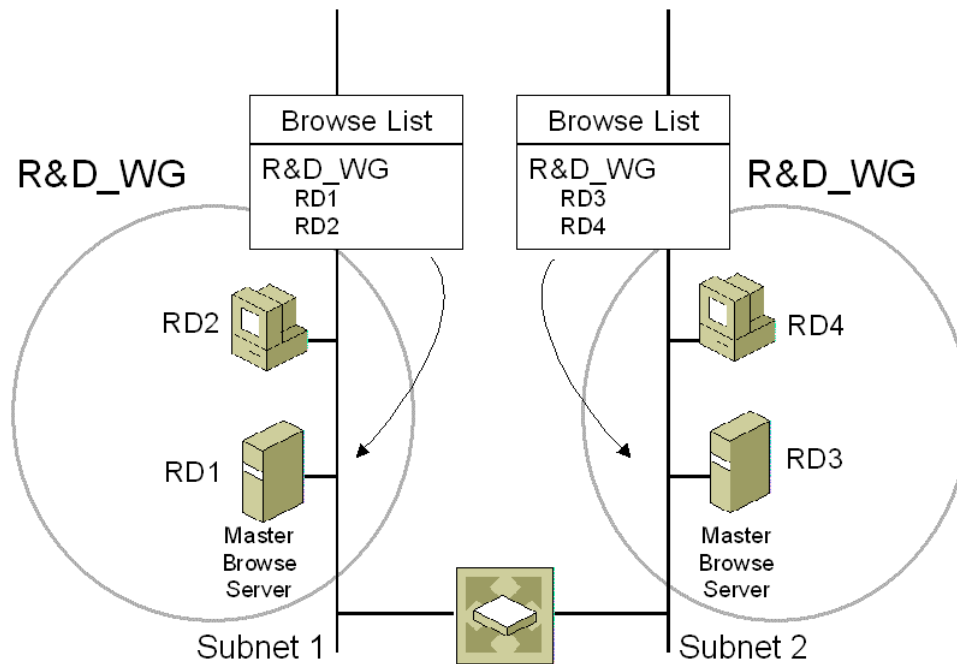 Browse List
R&D_WG
RD1
RD2
Browse List
R&D_WG
RD3
RD4
R&D_WG
R&D_WG
RD2
RD4
RD1
RD3
Master
Browse
Server
Master
Browse
Server
Subnet 1
Subnet 2